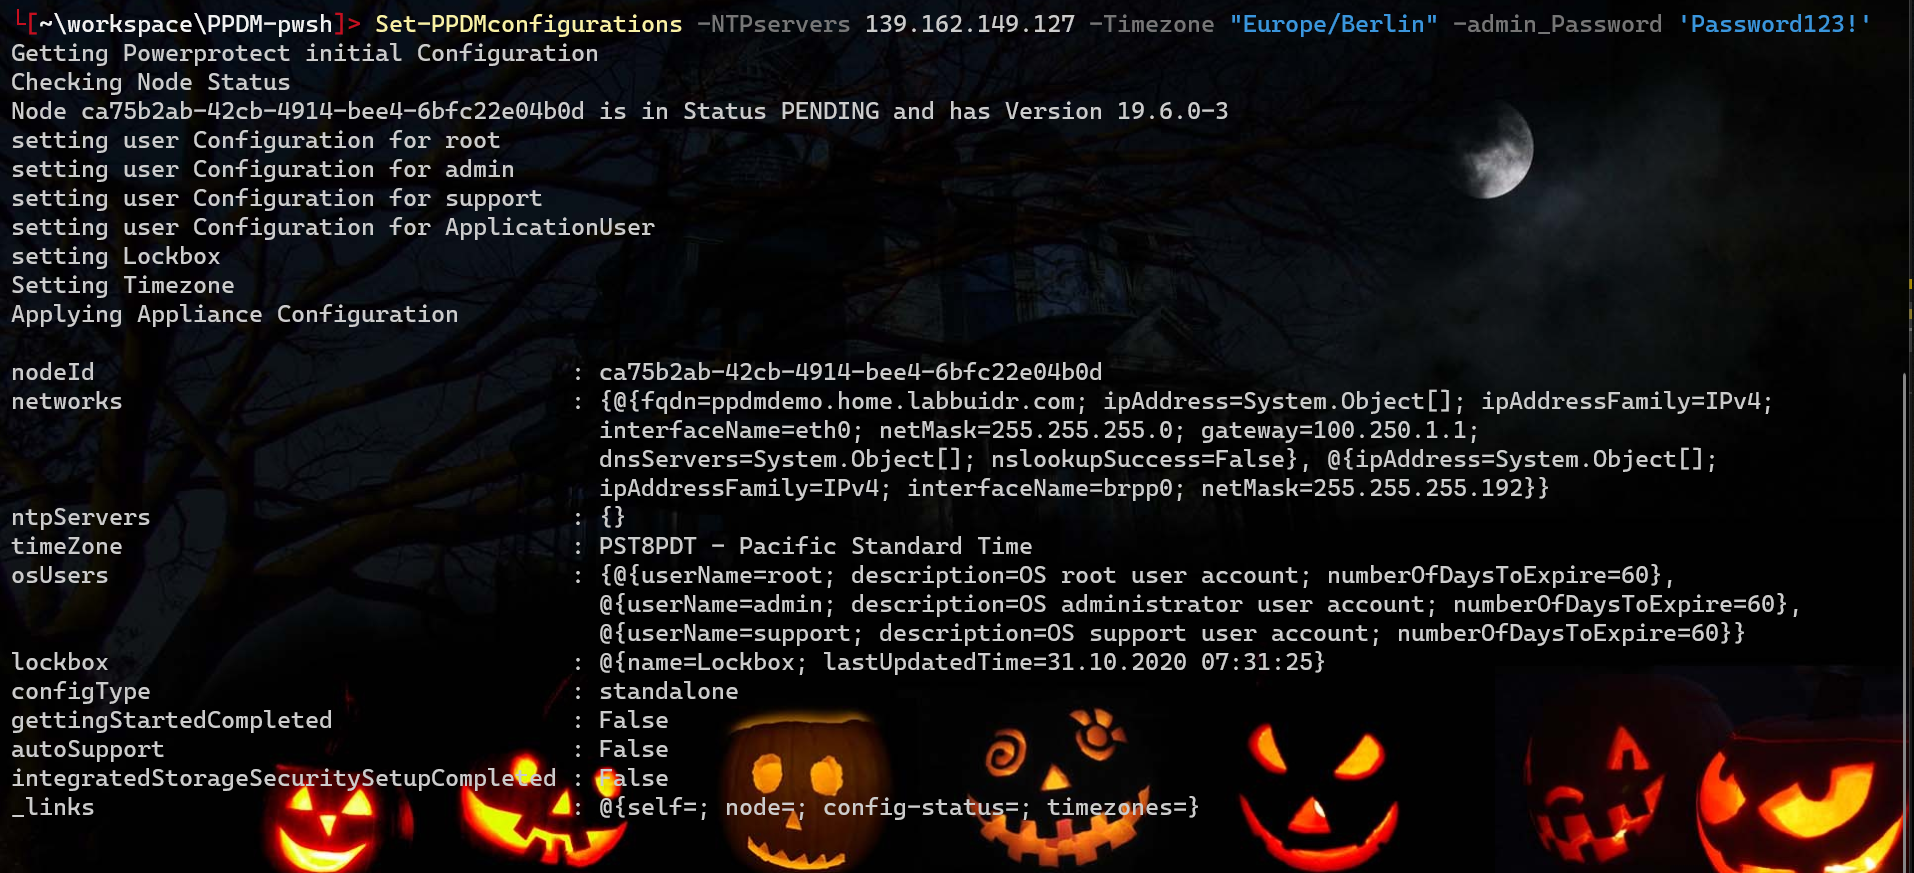 └[~\workspace\PPDM-pwsh]> Set-PPDMconfigurations -NTPservers 139.162.149.127 -Timezone "Europe/Berlin" -admin_Password 'Password123!'
Getting Powerprotect initial Configuration
Checking Node Status
Node ca75b2ab-42cb-4914-bee4-6bfc22e04b0d is in Status PENDING and has Version 19.6.0-3
setting user Configuration for root
setting user Configuration for admin
setting user Configuration for support
setting user Configuration for ApplicationUser
setting Lockbox
Setting Timezone
Applying Appliance Configuration
nodeId : ca75b2ab-42cb-4914-bee4-6bfc22e04b0d
networks : {@{fqdn=ppdmdemo.home.labbuidr.com; ipAddress=System.Object[]; ipAddressFamily=IPv4;
interfaceName=eth0; netMask=255.255.255.0; gateway=100.250.1.1;
dnsServers=System.Object[]; nslookupSuccess=False}, @{ipAddress=System.Object[];
ipAddressFamily=IPv4; interfaceName=brpp0; netMask=255.255.255.192}}
ntpServers : {}
timeZone : PST8PDT - Pacific Standard Time
osUsers : {@{userName=root; description=OS root user account; numberOfDaysToExpire=60},
@{userName=admin; description=OS administrator user account; numberOfDaysToExpire=60},
@{userName=support; description=OS support user account; numberOfDaysToExpire=60}}
lockbox : @{name=Lockbox; lastUpdatedTime=31.10.2020 07:31:25}
configType : standalone
gettingStartedCompleted : False
autoSupport : False
integratedStorageSecuritySetupCompleted : False
_links : @{self=; node=; config-status=; timezones=}